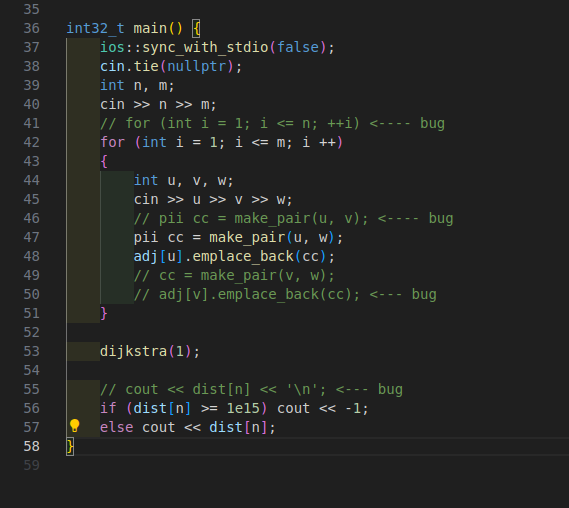 35
36 int32_t main() {
37 ios::sync_with_stdio(false);
38 cin.tie(nullptr);
39 int n, m;
40 cin >> n >> m;
41 // for (int i = 1; i <= n; ++i) <---- bug
42 for (int i = 1; i <= m; i ++)
43 {
44 int u, v, w;
45 cin >> u >> v >> w;
46 // pii cc = make_pair(u, v); <---- bug
47 pii cc = make_pair(u, w);
48 adj[u].emplace_back(cc);
49 // cc = make_pair(v, w);
50 // adj[v].emplace_back(cc); <--- bug
51 }
52
53 dijkstra(1);
54
55 // cout << dist[n] << '\n'; <--- bug
56 if (dist[n] >= 1e15) cout << -1;
57 else cout << dist[n];
58 }
59